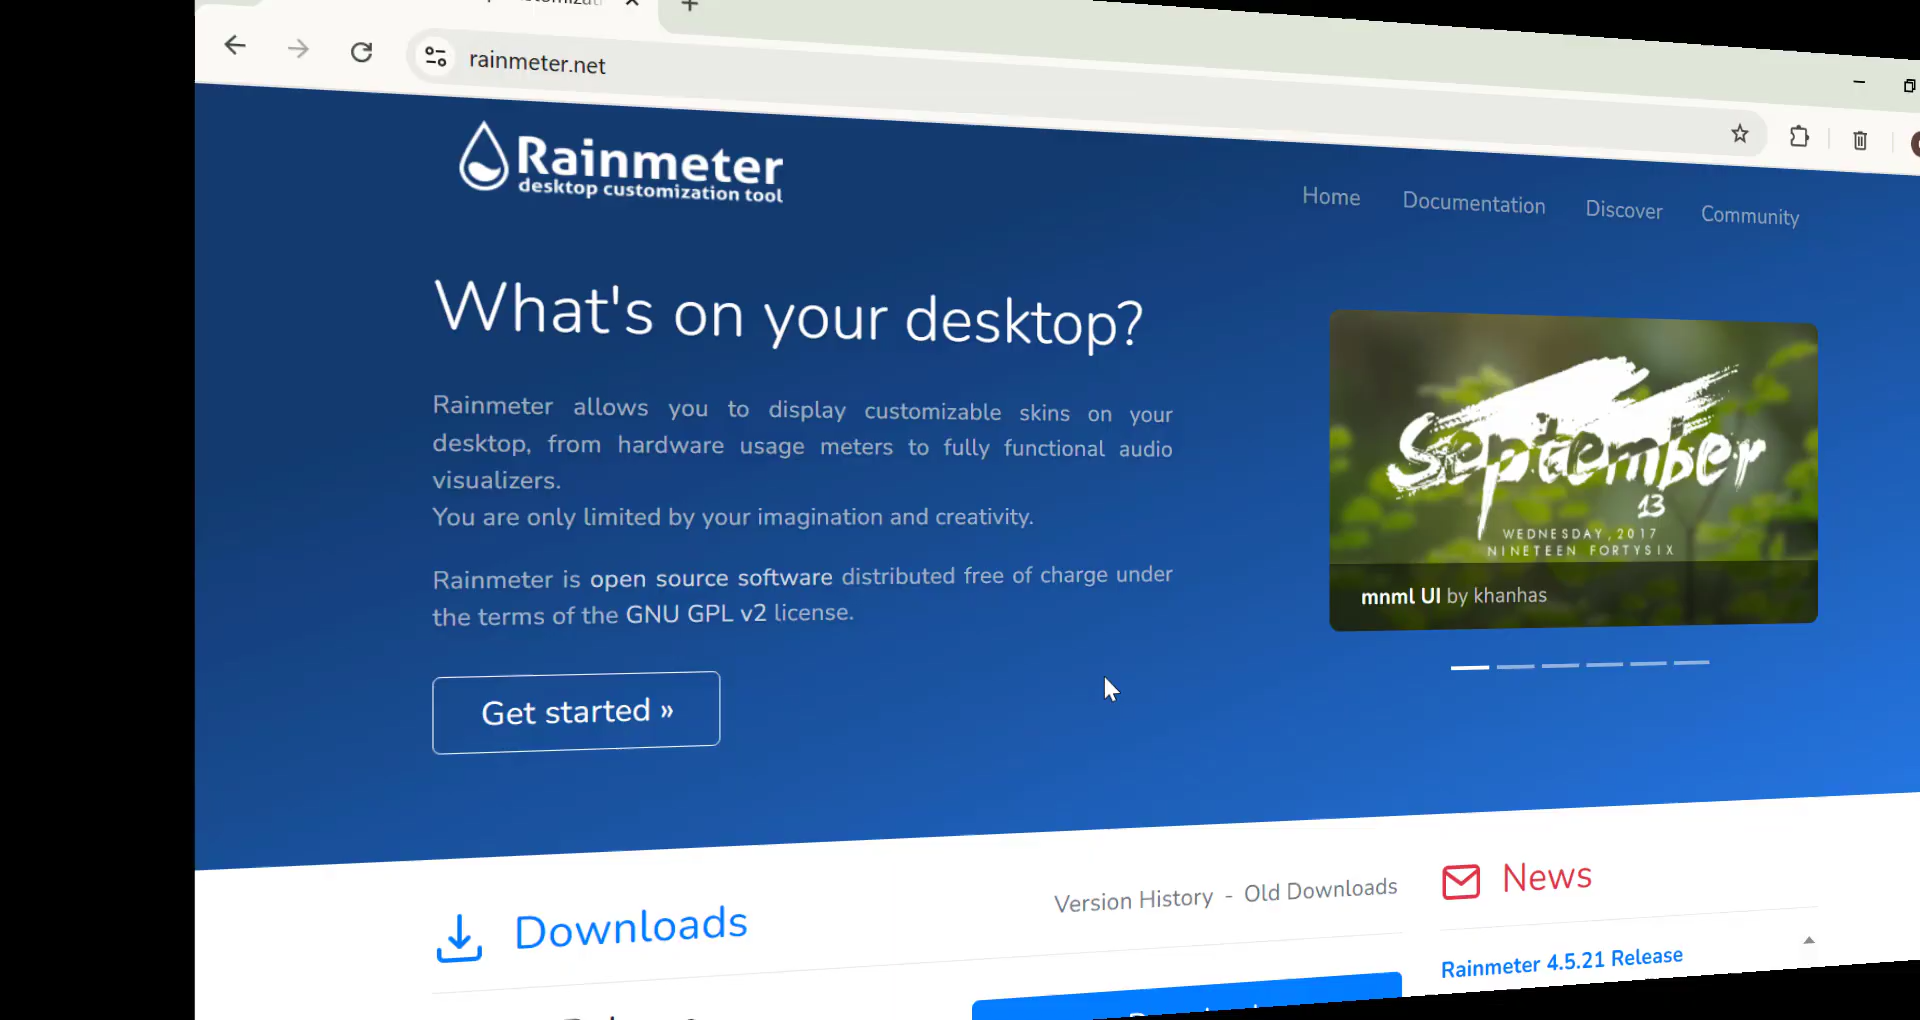 rainmeter.net
Rainmeter
desktop customization tool
Home Documentation Discover Community
What's on your desktop?
Rainmeter allows you to display customizable skins on your
desktop, from hardware usage meters to fully functional audio
visualizers.
You are only limited by your imagination and creativity.
Rainmeter is open source software distributed free of charge under
the terms of the GNU GPL v2 license.
Get started »
September
13
WEDNESDAY, 2017
NINETEEN FORTYSIX
mnml UI by khanhas
Downloads
Version History - Old Downloads
News
Rainmeter 4.5.21 Release